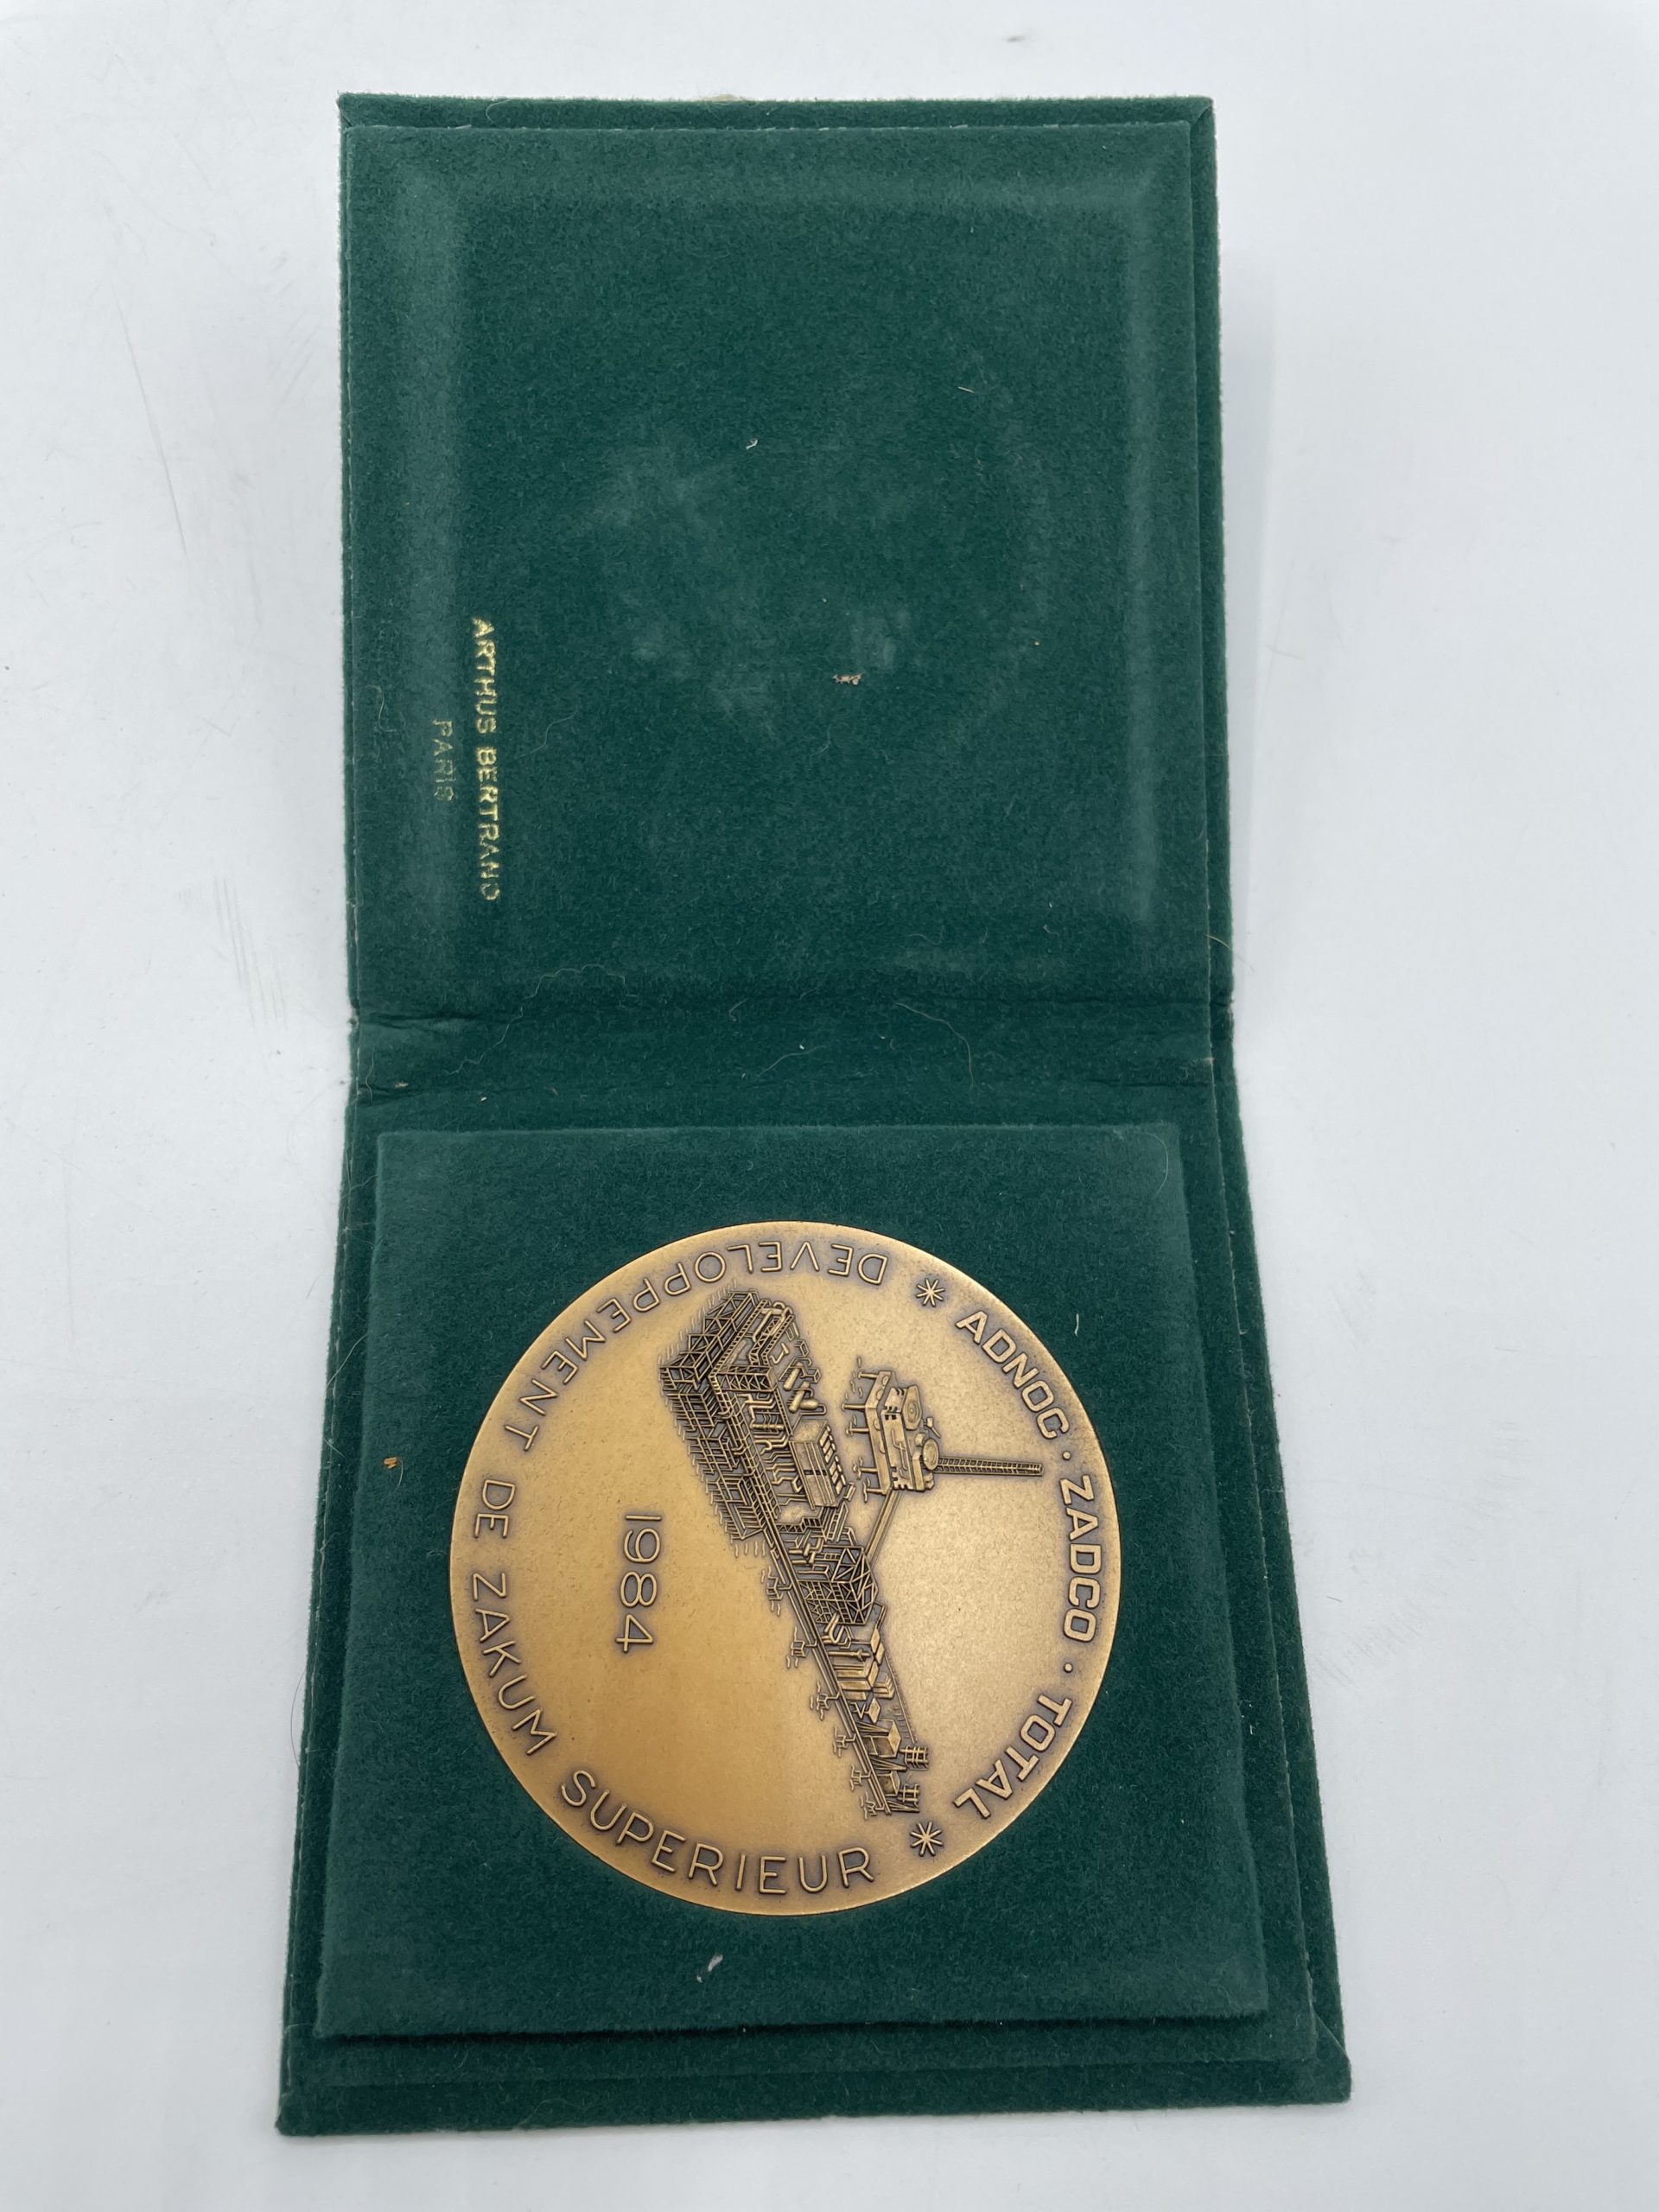 ARTHUS BERTRAND
PARIS
* ADNOC · ZADCO · TOTAL *
DEVELOPPEMENT DE ZAKUM SUPERIEUR
1984